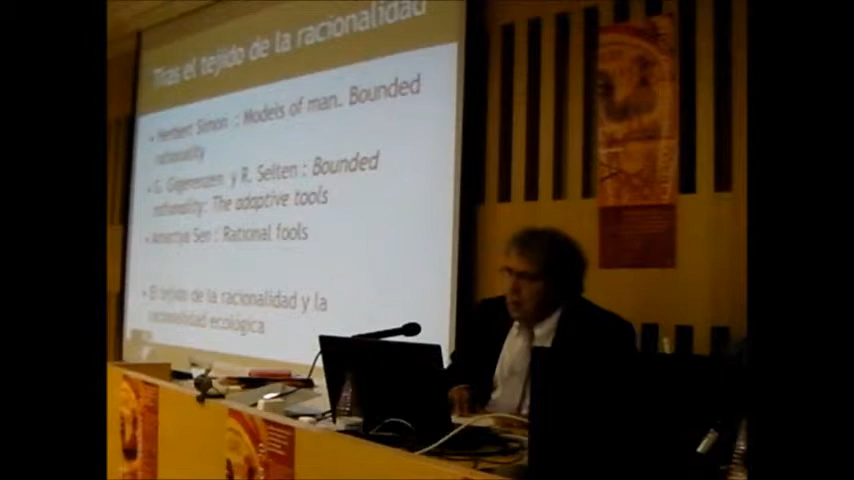 Tras el tejido de la racionalidad
• Herbert Simon : Models of man. Bounded
rationality
• G. Gigerenzen y R. Selten : Bounded
rationality: The adaptive tools
• Amartya Sen : Rational fools
• El tejido de la racionalidad y la
racionalidad ecológica